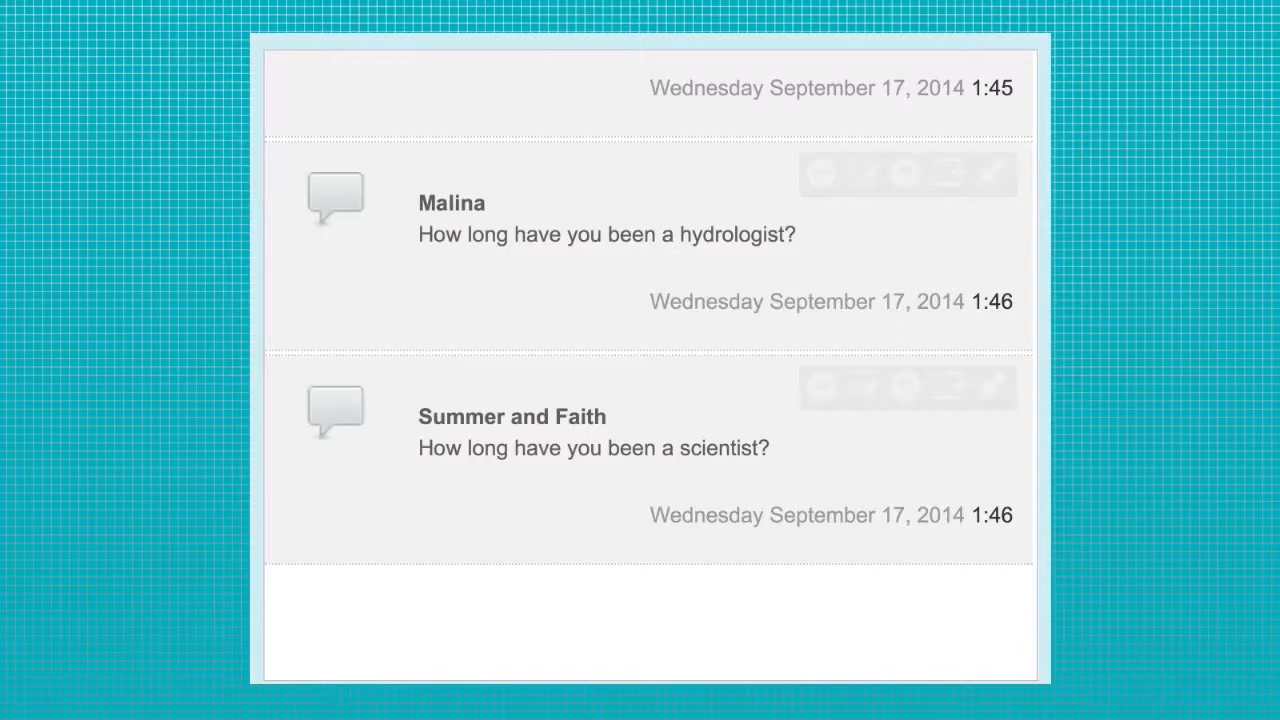 Wednesday September 17, 2014 1:45
Malina
How long have you been a hydrologist?
Wednesday September 17, 2014 1:46
Summer and Faith
How long have you been a scientist?
Wednesday September 17, 2014 1:46